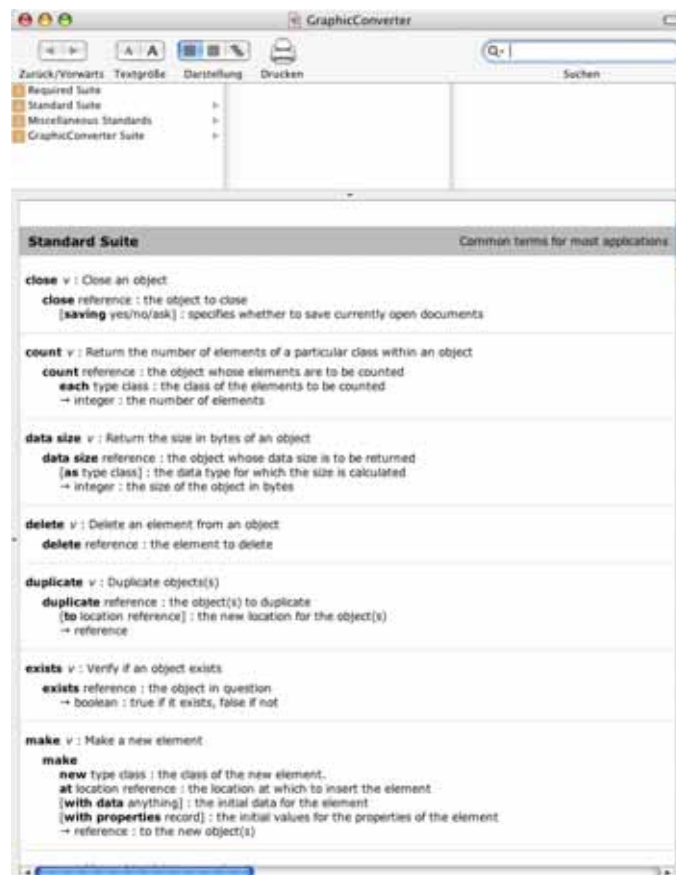 GraphicConverter
A A
Zurück/Vorwärts Textgröße Darstellung Drucken Suchen
Required Suite
Standard Suite
Miscellaneous Standards
GraphicConverter Suite
Standard Suite Common terms for most applications
close v : Close an object
close reference : the object to close
[saving yes/no/ask] : specifies whether to save currently open documents
count v : Return the number of elements of a particular class within an object
count reference : the object whose elements are to be counted
each type class : the class of the elements to be counted
→ integer : the number of elements
data size v : Return the size in bytes of an object
data size reference : the object whose data size is to be returned
[as type class] : the data type for which the size is calculated
→ integer : the size of the object in bytes
delete v : Delete an element from an object
delete reference : the element to delete
duplicate v : Duplicate objects(s)
duplicate reference : the object(s) to duplicate
[to location reference] : the new location for the object(s)
→ reference
exists v : Verify if an object exists
exists reference : the object in question
→ boolean : true if it exists, false if not
make v : Make a new element
make
new type class : the class of the new element.
at location reference : the location at which to insert the element
[with data anything] : the initial data for the element
[with properties record] : the initial values for the properties of the element
→ reference : to the new object(s)